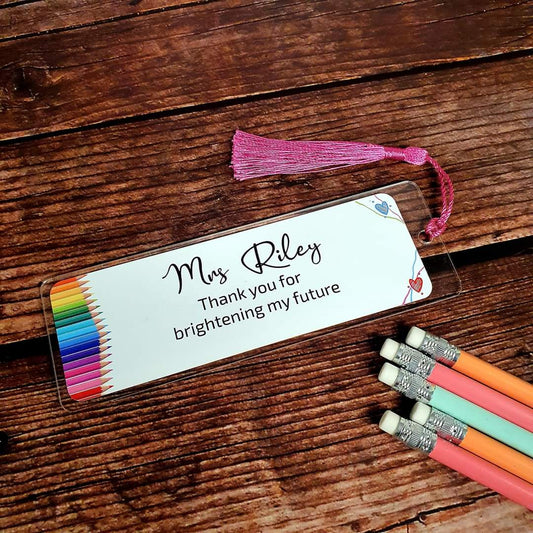 Mrs Riley
Thank you for
brightening my future